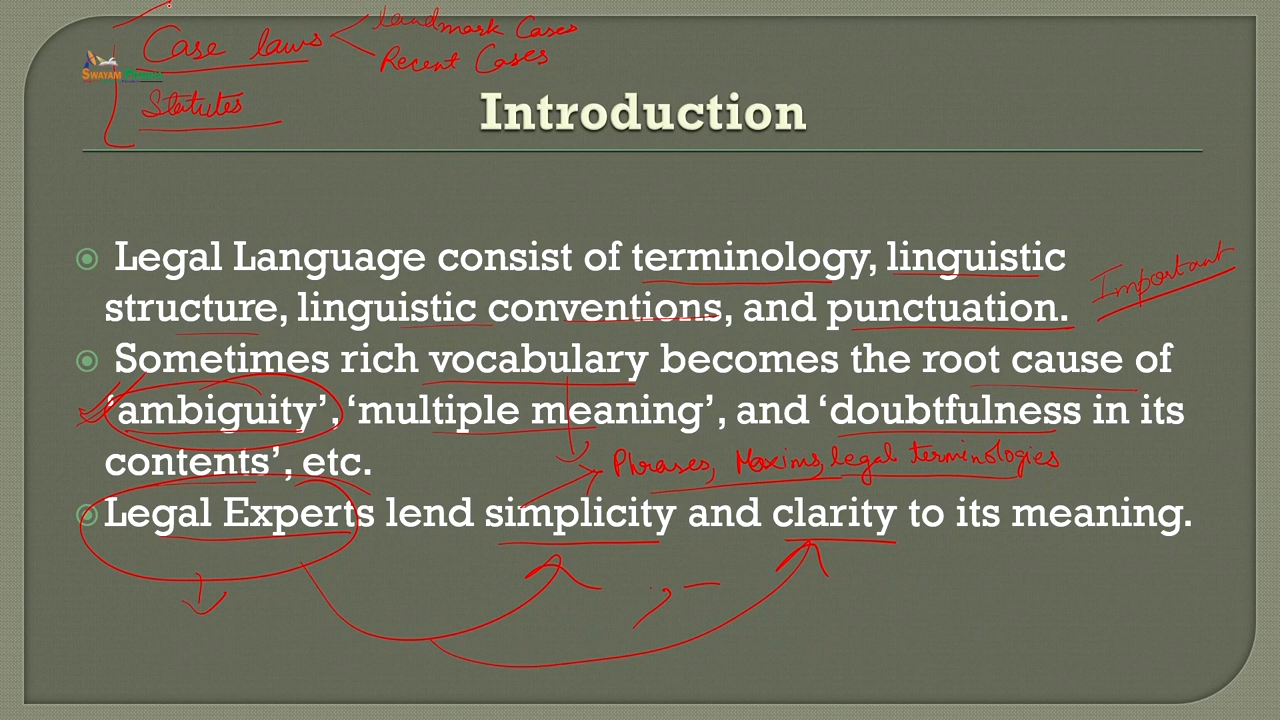 Case laws
Landmark Cases
Recent Cases
SWAYAM PRABHA
Statutes
Introduction
Legal Language consist of terminology, linguistic
structure, linguistic conventions, and punctuation.
Important
Sometimes rich vocabulary becomes the root cause of
‘ambiguity’, ‘multiple meaning’, and ‘doubtfulness in its
contents’, etc.
Phrases, Maxims, legal terminologies
Legal Experts lend simplicity and clarity to its meaning.
, –